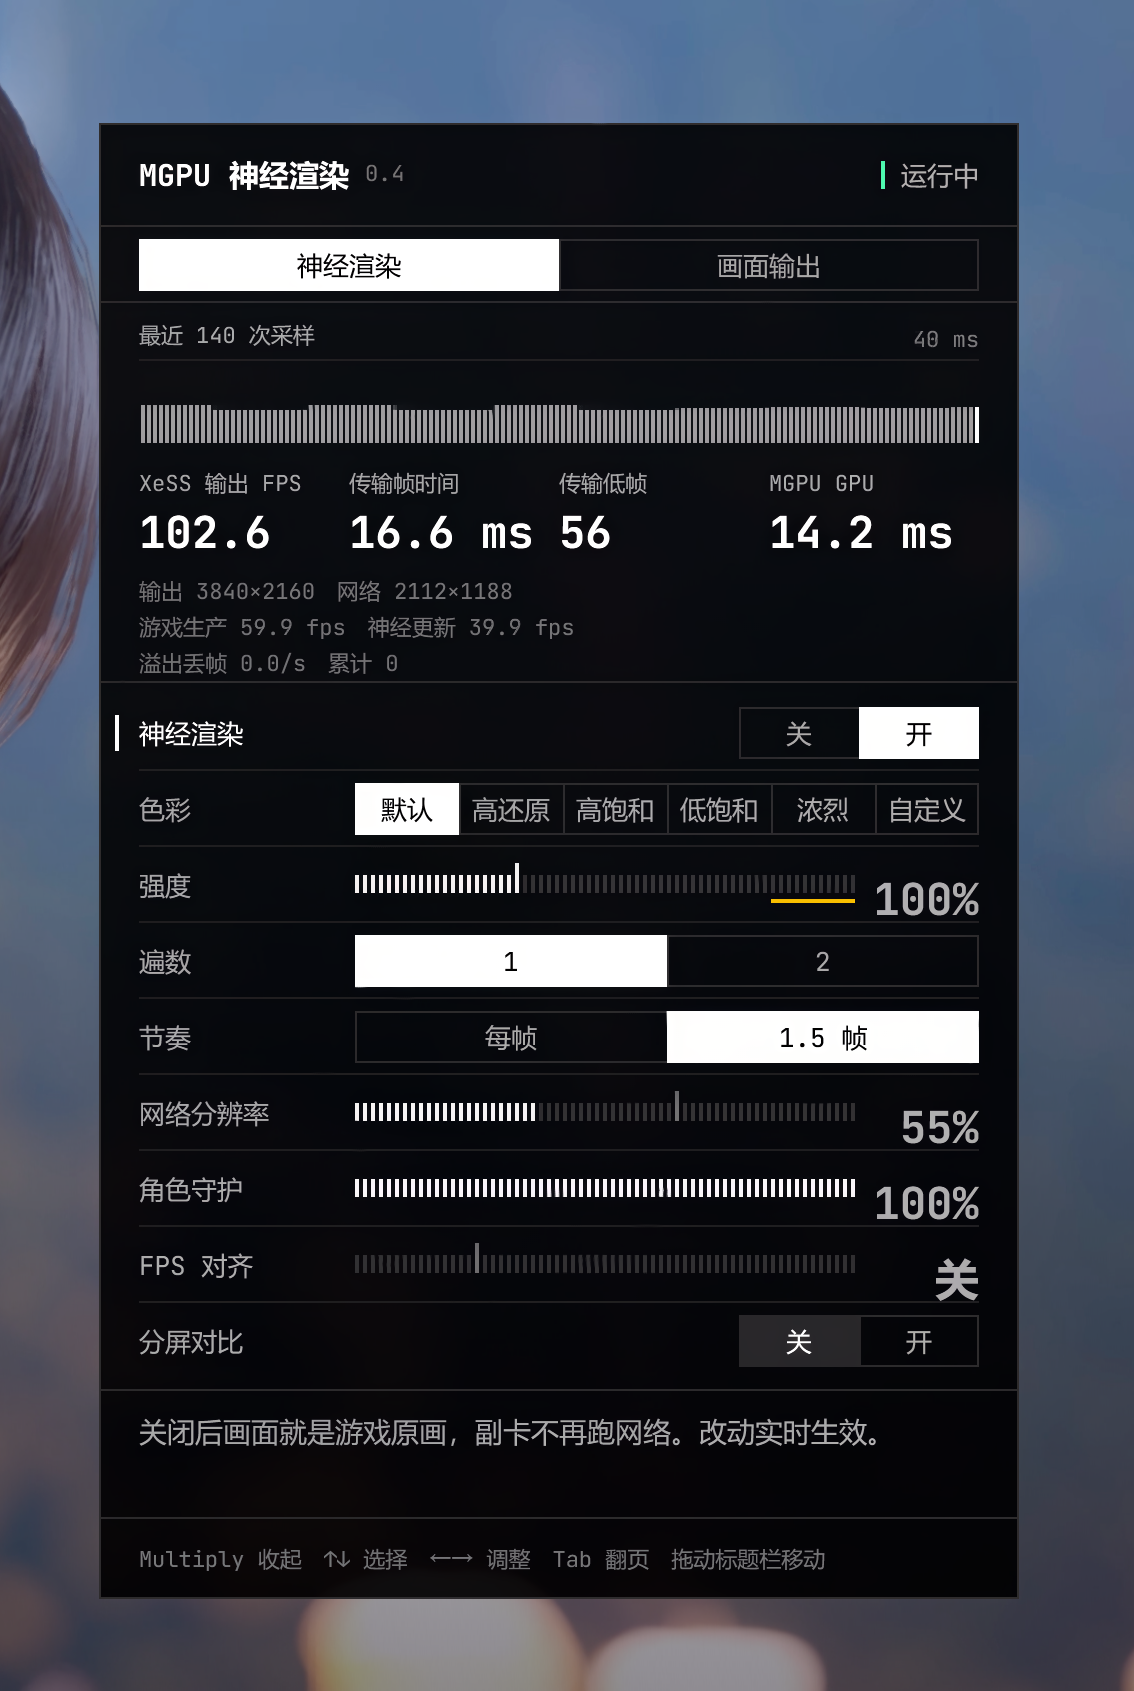 MGPU 神经渲染 0.4 运行中
神经渲染 画面输出
最近 140 次采样 40 ms
XeSS 输出 FPS 传输帧时间 传输低帧 MGPU GPU
102.6 16.6 ms 56 14.2 ms
输出 3840×2160 网络 2112×1188
游戏生产 59.9 fps 神经更新 39.9 fps
溢出丢帧 0.0/s 累计 0
神经渲染 关 开
色彩 默认 高还原 高饱和 低饱和 浓烈 自定义
强度 100%
遍数 1 2
节奏 每帧 1.5 帧
网络分辨率 55%
角色守护 100%
FPS 对齐 关
分屏对比 关 开
关闭后画面就是游戏原画，副卡不再跑网络。改动实时生效。
Multiply 收起 ↑↓ 选择 ←→ 调整 Tab 翻页 拖动标题栏移动